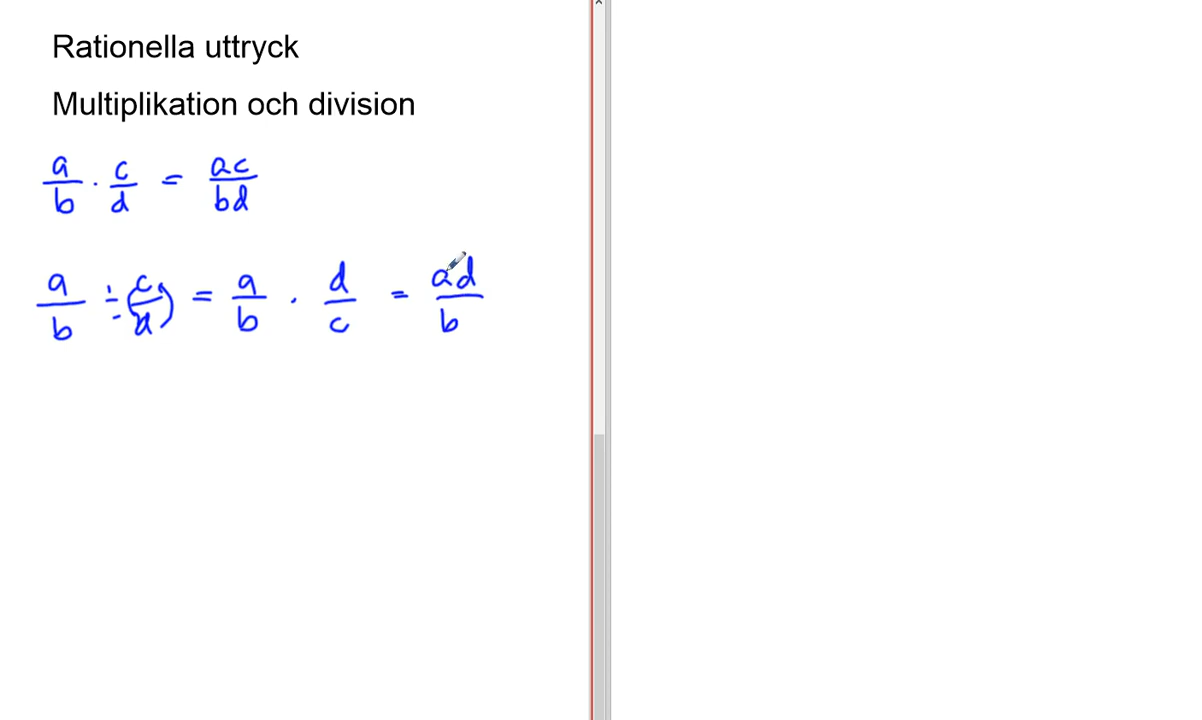 Rationella uttryck
Multiplikation och division
a/b · c/d = ac/bd
a/b ÷ (c/d) = a/b · d/c = ad/b